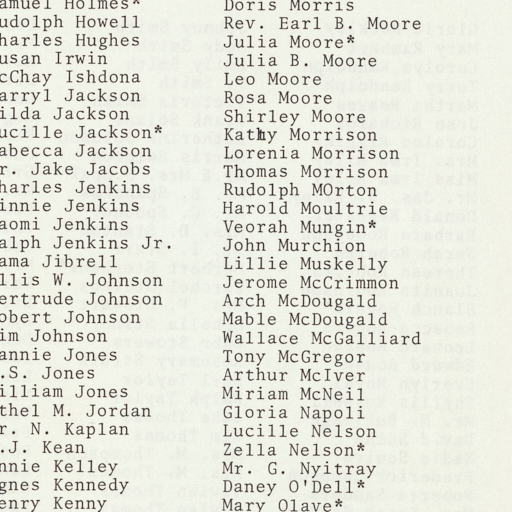 amuel Holmes*
udolph Howell
harles Hughes
usan Irwin
cChay Ishdona
arryl Jackson
ilda Jackson
ucille Jackson*
abecca Jackson
r. Jake Jacobs
harles Jenkins
innie Jenkins
aomi Jenkins
alph Jenkins Jr.
ama Jibrell
llis W. Johnson
ertrude Johnson
obert Johnson
im Johnson
annie Jones
.S. Jones
illiam Jones
thel M. Jordan
r. N. Kaplan
.J. Kean
nnie Kelley
gnes Kennedy
enry Kenny
Doris Morris
Rev. Earl B. Moore
Julia Moore*
Julia B. Moore
Leo Moore
Rosa Moore
Shirley Moore
Kathy Morrison
Lorenia Morrison
Thomas Morrison
Rudolph MOrton
Harold Moultrie
Veorah Mungin*
John Murchion
Lillie Muskelly
Jerome McCrimmon
Arch McDougald
Mable McDougald
Wallace McGalliard
Tony McGregor
Arthur McIver
Miriam McNeil
Gloria Napoli
Lucille Nelson
Zella Nelson*
Mr. G. Nyitray
Daney O'Dell*
Mary Olave*